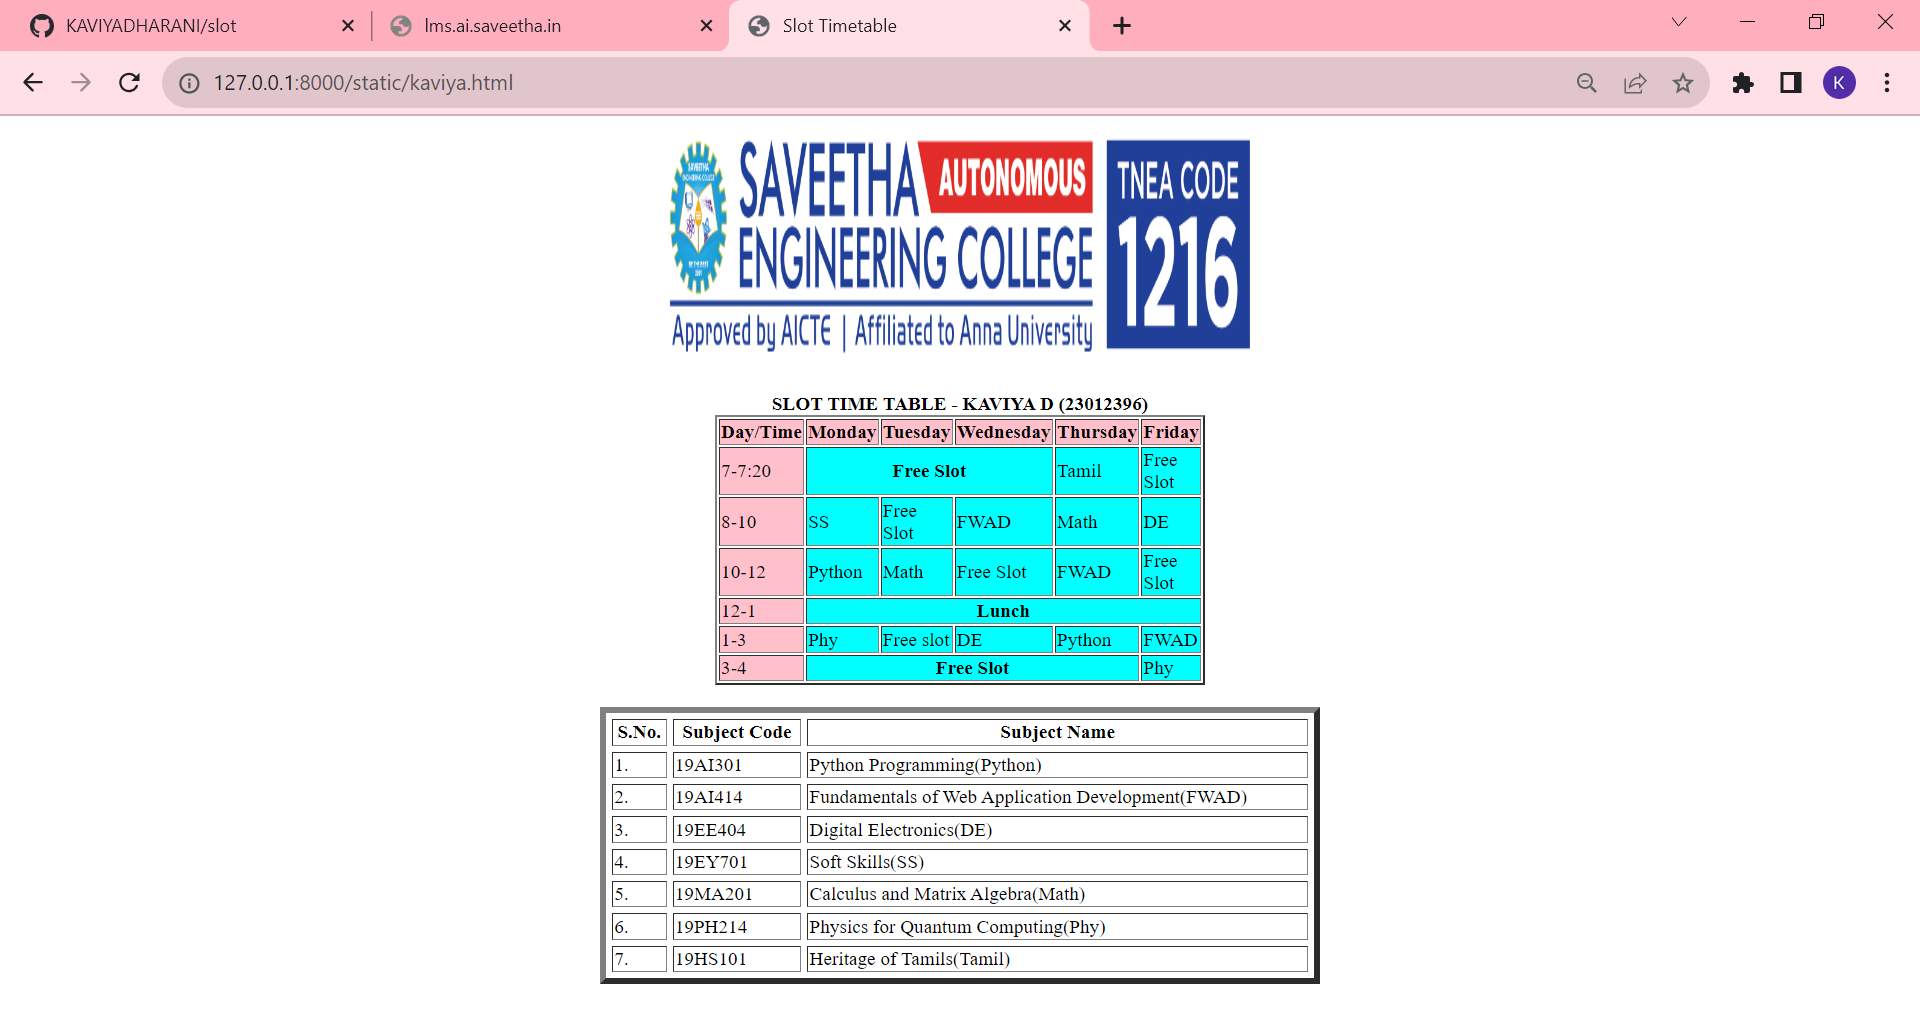 KAVIYADHARANI/slot
lms.ai.saveetha.in
Slot Timetable
127.0.0.1:8000/static/kaviya.html
K
SAVEETHA
ENGINEERING COLLEGE
BE THE BEST
SAVEETHA AUTONOMOUS
ENGINEERING COLLEGE
Approved by AICTE | Affiliated to Anna University
TNEA CODE
1216
SLOT TIME TABLE - KAVIYA D (23012396)
Day/Time Monday Tuesday Wednesday Thursday Friday
7-7:20 Free Slot Tamil Free Slot
8-10 SS Free Slot FWAD Math DE
10-12 Python Math Free Slot FWAD Free Slot
12-1 Lunch
1-3 Phy Free slot DE Python FWAD
3-4 Free Slot Phy
S.No. Subject Code Subject Name
1. 19AI301 Python Programming(Python)
2. 19AI414 Fundamentals of Web Application Development(FWAD)
3. 19EE404 Digital Electronics(DE)
4. 19EY701 Soft Skills(SS)
5. 19MA201 Calculus and Matrix Algebra(Math)
6. 19PH214 Physics for Quantum Computing(Phy)
7. 19HS101 Heritage of Tamils(Tamil)